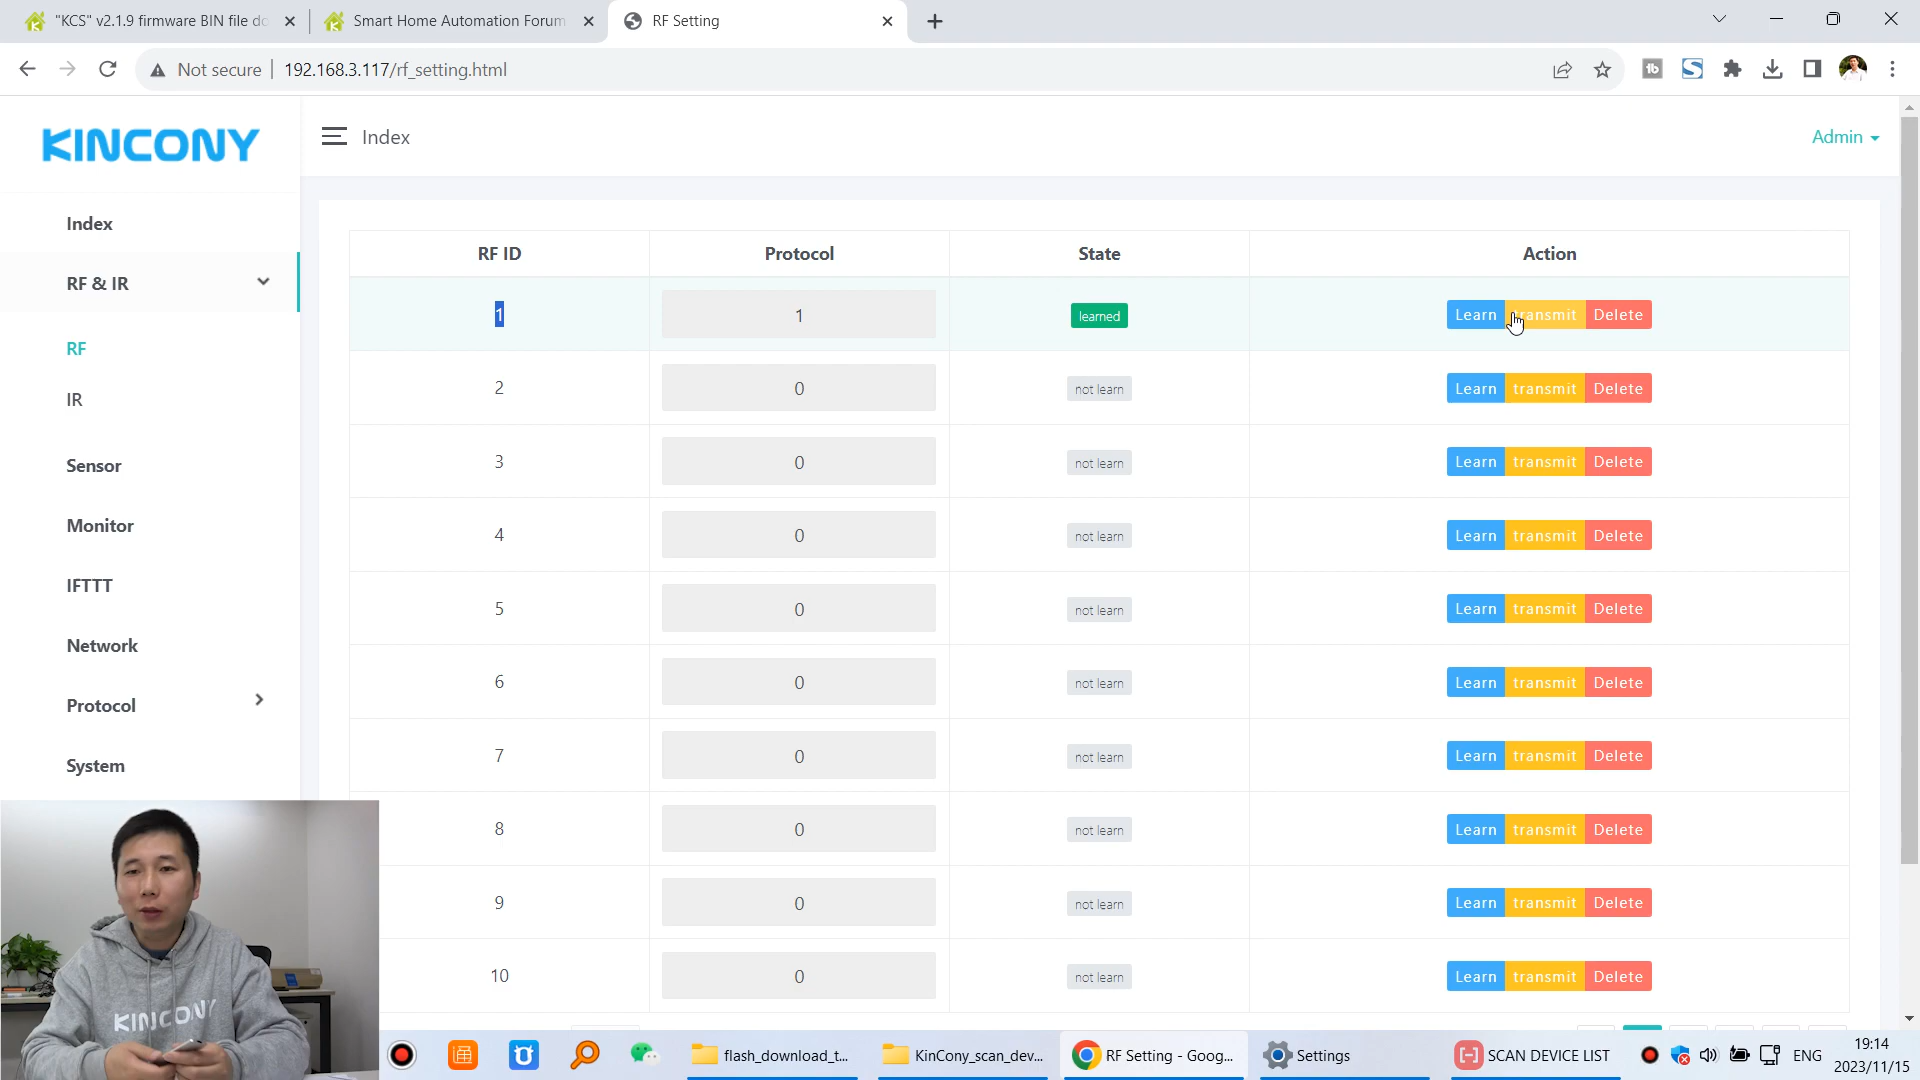 "KCS" v2.1.9 firmware BIN file do
Smart Home Automation Forum
RF Setting
Not secure
192.168.3.117/rf_setting.html
KINCONY
Index
Admin
Index
RF & IR
RF
IR
Sensor
Monitor
IFTTT
Network
Protocol
System
RF ID Protocol State Action
1 1 learned Learn transmit Delete
2 0 not learn Learn transmit Delete
3 0 not learn Learn transmit Delete
4 0 not learn Learn transmit Delete
5 0 not learn Learn transmit Delete
6 0 not learn Learn transmit Delete
7 0 not learn Learn transmit Delete
8 0 not learn Learn transmit Delete
9 0 not learn Learn transmit Delete
10 0 not learn Learn transmit Delete
KINCONY
flash_download_t...
KinCony_scan_dev...
RF Setting - Goog...
Settings
SCAN DEVICE LIST
ENG
19:14
2023/11/15